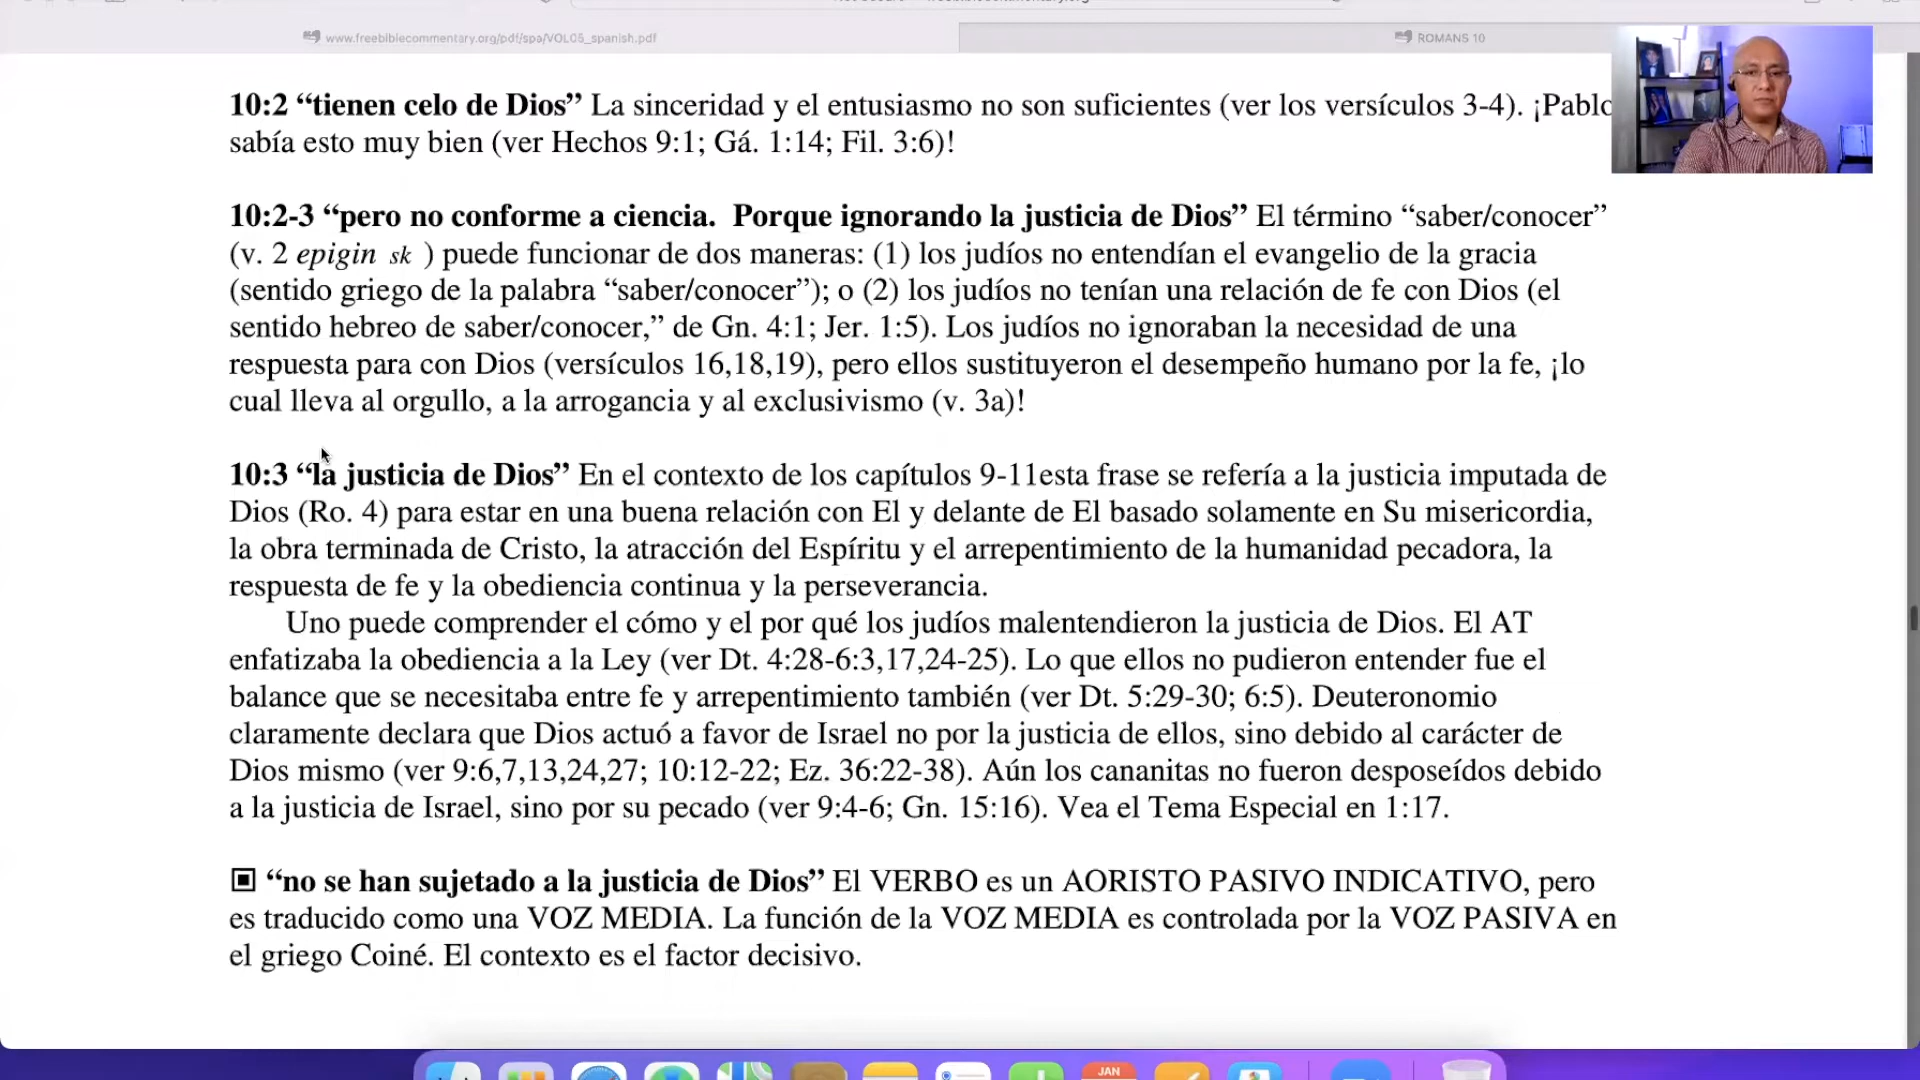 www.freebiblecommentary.org/pdf/spa/VOL05_spanish.pdf
ROMANS 10
10:2 “tienen celo de Dios” La sinceridad y el entusiasmo no son suficientes (ver los versículos 3-4). ¡Pablo
sabía esto muy bien (ver Hechos 9:1; Gá. 1:14; Fil. 3:6)!
10:2-3 “pero no conforme a ciencia.  Porque ignorando la justicia de Dios” El término “saber/conocer”
(v. 2 epigin sk ) puede funcionar de dos maneras: (1) los judíos no entendían el evangelio de la gracia
(sentido griego de la palabra “saber/conocer”); o (2) los judíos no tenían una relación de fe con Dios (el
sentido hebreo de saber/conocer,” de Gn. 4:1; Jer. 1:5). Los judíos no ignoraban la necesidad de una
respuesta para con Dios (versículos 16,18,19), pero ellos sustituyeron el desempeño humano por la fe, ¡lo
cual lleva al orgullo, a la arrogancia y al exclusivismo (v. 3a)!
10:3 “la justicia de Dios” En el contexto de los capítulos 9-11esta frase se refería a la justicia imputada de
Dios (Ro. 4) para estar en una buena relación con El y delante de El basado solamente en Su misericordia,
la obra terminada de Cristo, la atracción del Espíritu y el arrepentimiento de la humanidad pecadora, la
respuesta de fe y la obediencia continua y la perseverancia.
Uno puede comprender el cómo y el por qué los judíos malentendieron la justicia de Dios. El AT
enfatizaba la obediencia a la Ley (ver Dt. 4:28-6:3,17,24-25). Lo que ellos no pudieron entender fue el
balance que se necesitaba entre fe y arrepentimiento también (ver Dt. 5:29-30; 6:5). Deuteronomio
claramente declara que Dios actuó a favor de Israel no por la justicia de ellos, sino debido al carácter de
Dios mismo (ver 9:6,7,13,24,27; 10:12-22; Ez. 36:22-38). Aún los cananitas no fueron desposeídos debido
a la justicia de Israel, sino por su pecado (ver 9:4-6; Gn. 15:16). Vea el Tema Especial en 1:17.
▣ “no se han sujetado a la justicia de Dios” El VERBO es un AORISTO PASIVO INDICATIVO, pero
es traducido como una VOZ MEDIA. La función de la VOZ MEDIA es controlada por la VOZ PASIVA en
el griego Coiné. El contexto es el factor decisivo.
JAN